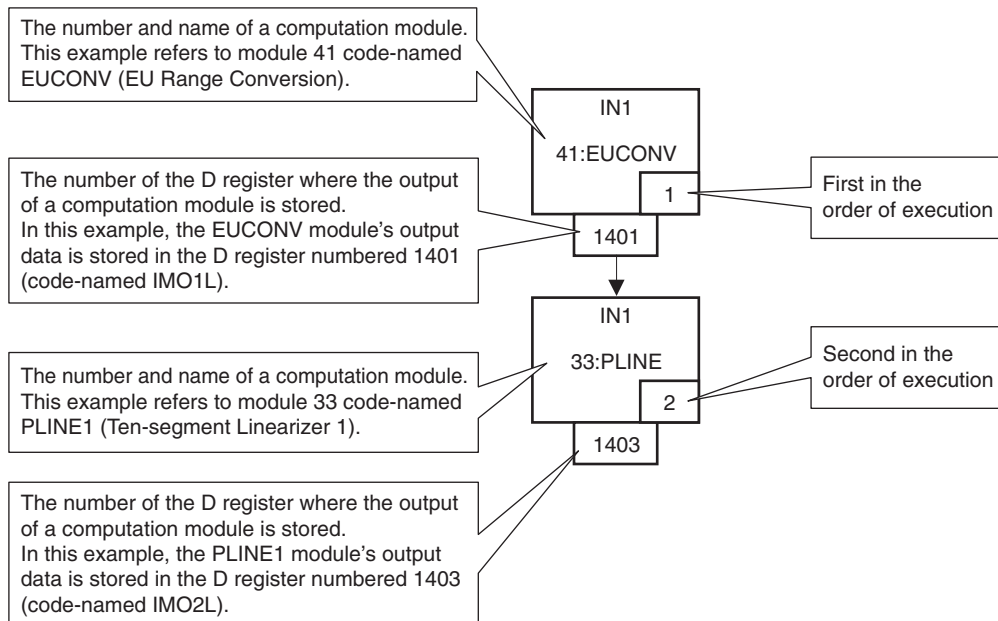 The number and name of a computation module.
This example refers to module 41 code-named
EUCONV (EU Range Conversion).
IN1
41:EUCONV
1
1401
First in the
order of execution
The number of the D register where the output
of a computation module is stored.
In this example, the EUCONV module's output
data is stored in the D register numbered 1401
(code-named IMO1L).
IN1
33:PLINE
2
1403
Second in the
order of execution
The number and name of a computation module.
This example refers to module 33 code-named
PLINE1 (Ten-segment Linearizer 1).
The number of the D register where the output
of a computation module is stored.
In this example, the PLINE1 module's output
data is stored in the D register numbered 1403
(code-named IMO2L).